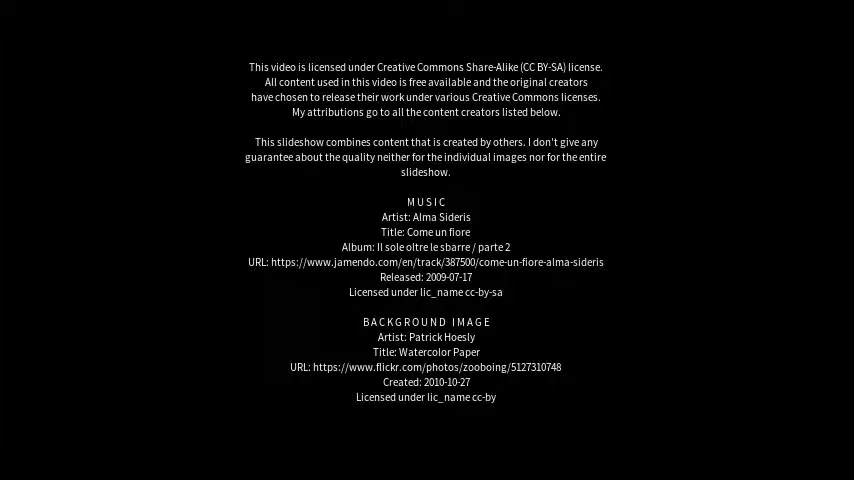 This video is licensed under Creative Commons Share-Alike (CC BY-SA) license.
All content used in this video is free available and the original creators
have chosen to release their work under various Creative Commons licenses.
My attributions go to all the content creators listed below.
This slideshow combines content that is created by others. I don't give any
guarantee about the quality neither for the individual images nor for the entire
slideshow.
MUSIC
Artist: Alma Sideris
Title: Come un fiore
Album: Il sole oltre le sbarre / parte 2
URL: https://www.jamendo.com/en/track/387500/come-un-fiore-alma-sideris
Released: 2009-07-17
Licensed under lic_name cc-by-sa
BACKGROUND IMAGE
Artist: Patrick Hoesly
Title: Watercolor Paper
URL: https://www.flickr.com/photos/zooboing/5127310748
Created: 2010-10-27
Licensed under lic_name cc-by